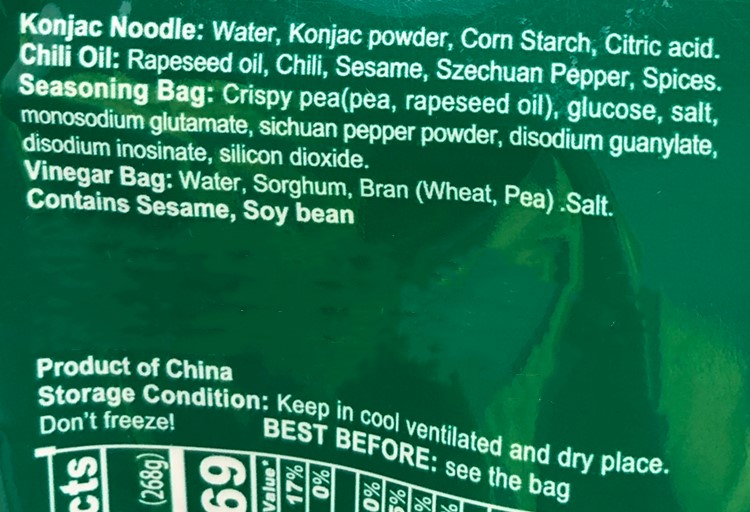 Konjac Noodle: Water, Konjac powder, Corn Starch, Citric acid.
Chili Oil: Rapeseed oil, Chili, Sesame, Szechuan Pepper, Spices.
Seasoning Bag: Crispy pea(pea, rapeseed oil), glucose, salt,
monosodium glutamate, sichuan pepper powder, disodium guanylate,
disodium inosinate, silicon dioxide.
Vinegar Bag: Water, Sorghum, Bran (Wheat, Pea) .Salt.
Contains Sesame, Soy bean
Product of China
Storage Condition: Keep in cool ventilated and dry place.
Don't freeze!
BEST BEFORE: see the bag
cts
(268g)
69
Value*
17%
0%
0%